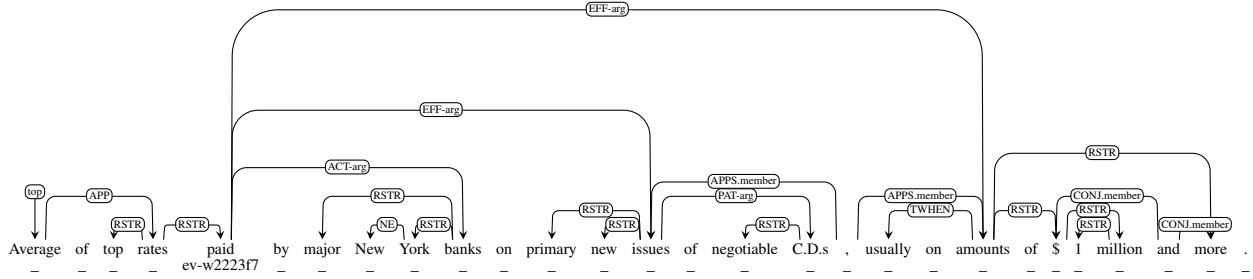 EFF-arg
EFF-arg
ACT-arg
RSTR
APPS.member
top APP RSTR PAT-arg APPS.member CONJ.member
RSTR TWHEN RSTR RSTR
RSTR RSTR NE RSTR RSTR RSTR RSTR CONJ.member
Average of top rates paid by major New York banks on primary new issues of negotiable C.D.s , usually on amounts of $ 1 million and more .
_ _ _ _ ev-w2223f7 _ _ _ _ _ _ _ _ _ _ _ _ _ _ _ _ _ _ _ _ _ _ _